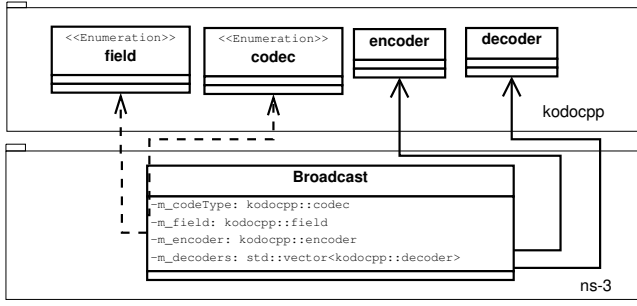 <<Enumeration>>
field
<<Enumeration>>
codec
encoder
decoder
kodocpp
Broadcast
-m_codeType: kodocpp::codec
-m_field: kodocpp::field
-m_encoder: kodocpp::encoder
-m_decoders: std::vector<kodocpp::decoder>
ns-3